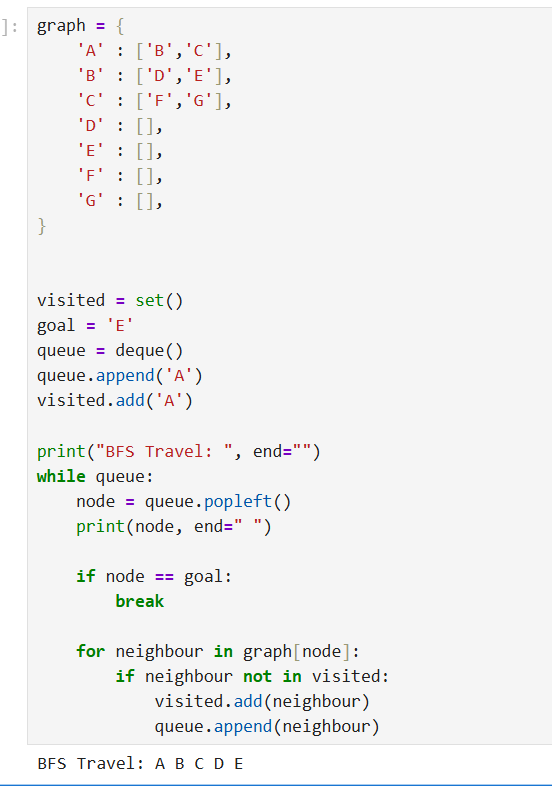 ]: graph = {
    'A' : ['B','C'],
    'B' : ['D','E'],
    'C' : ['F','G'],
    'D' : [],
    'E' : [],
    'F' : [],
    'G' : [],
}
visited = set()
goal = 'E'
queue = deque()
queue.append('A')
visited.add('A')
print("BFS Travel: ", end="")
while queue:
    node = queue.popleft()
    print(node, end=" ")
    if node == goal:
        break
    for neighbour in graph[node]:
        if neighbour not in visited:
            visited.add(neighbour)
            queue.append(neighbour)
BFS Travel: A B C D E